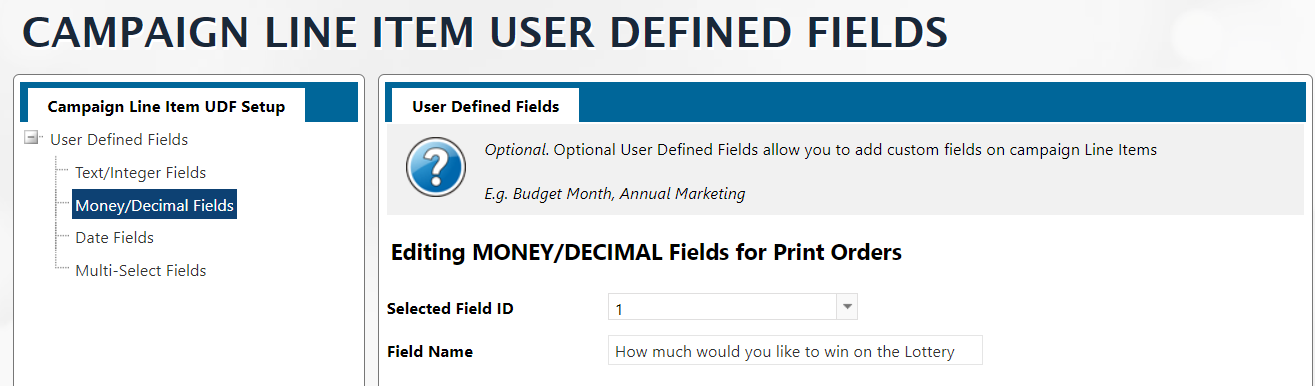 CAMPAIGN LINE ITEM USER DEFINED FIELDS
Campaign Line Item UDF Setup
User Defined Fields
Text/Integer Fields
Money/Decimal Fields
Date Fields
Multi-Select Fields
User Defined Fields
Optional. Optional User Defined Fields allow you to add custom fields on campaign Line Items
E.g. Budget Month, Annual Marketing
Editing MONEY/DECIMAL Fields for Print Orders
Selected Field ID 1
Field Name How much would you like to win on the Lottery